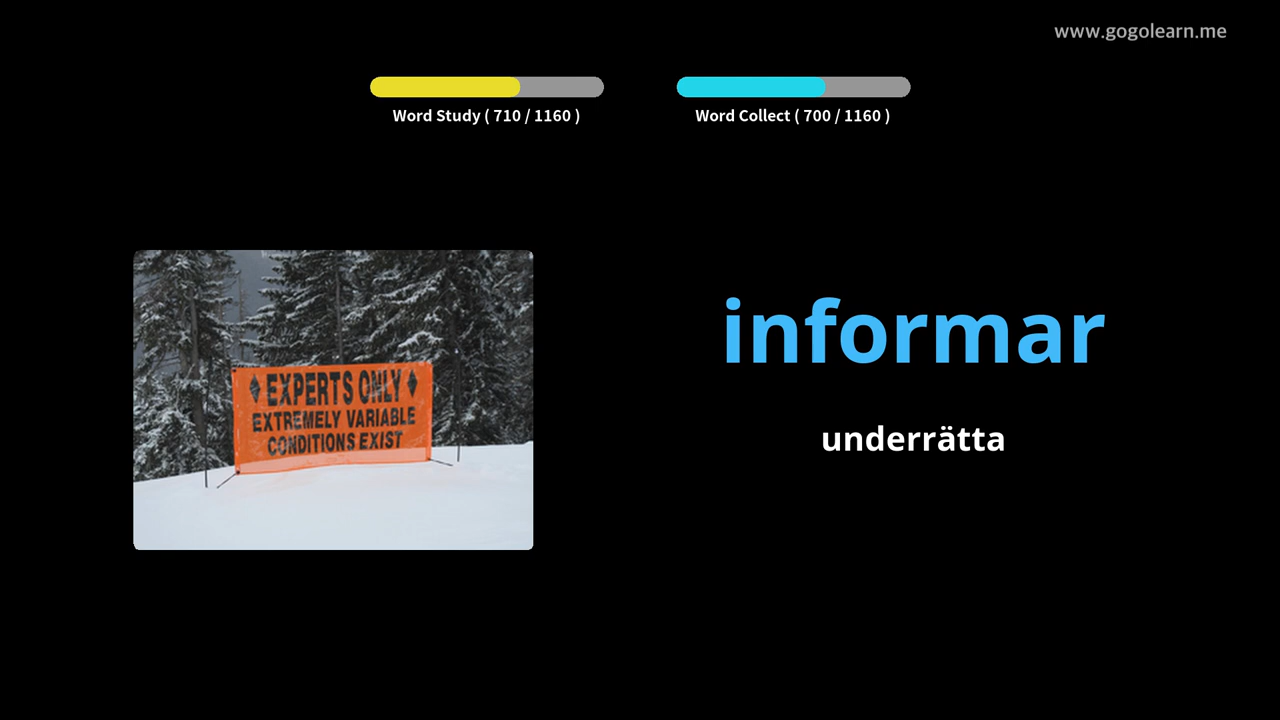 www.gogolearn.me
Word Study ( 710 / 1160 )
Word Collect ( 700 / 1160 )
EXPERTS ONLY
EXTREMELY VARIABLE
CONDITIONS EXIST
informar
underrätta